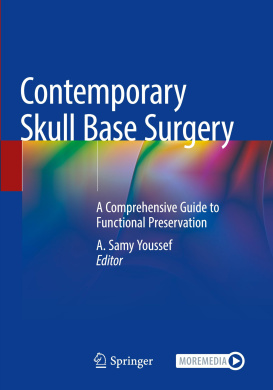 Contemporary
Skull Base Surgery
A Comprehensive Guide to
Functional Preservation
A. Samy Youssef
Editor
Springer
MOREMEDIA